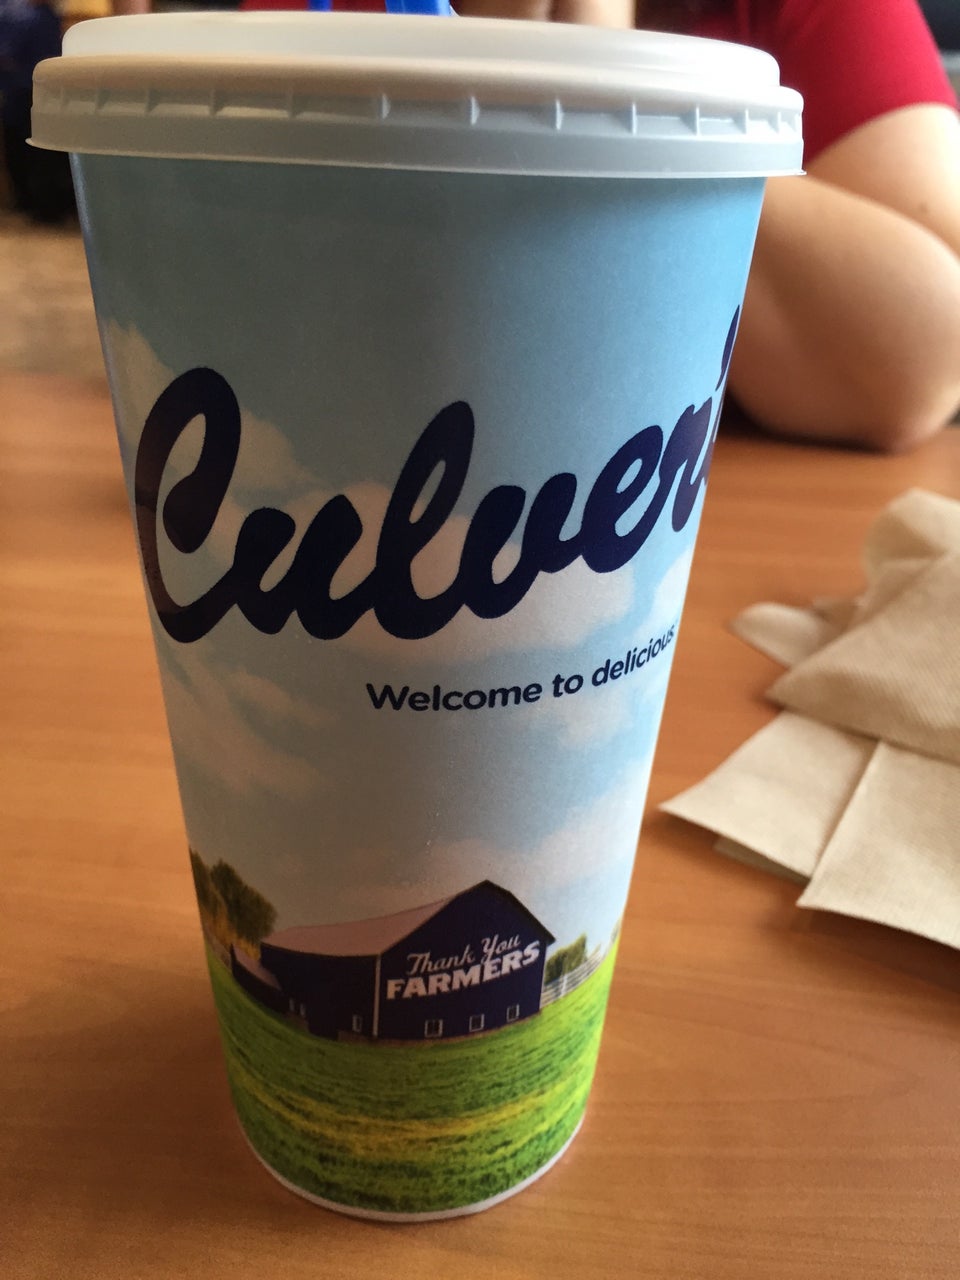 Culver's
Welcome to delicious
Thank You
FARMERS